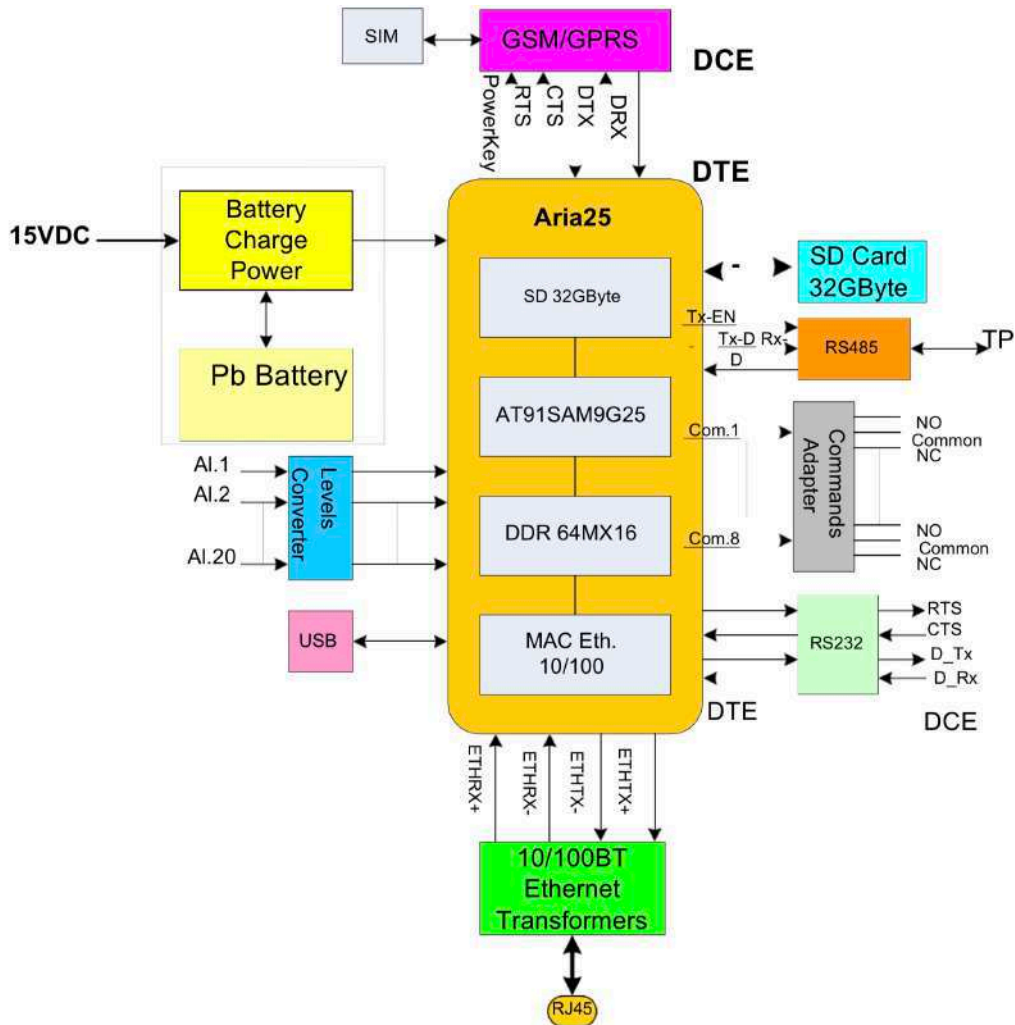 SIM
GSM/GPRS
DCE
PowerKey
RTS
CTS
DTX
DRX
DTE
15VDC
Battery
Charge
Power
Pb Battery
Aria25
SD 32GByte
AT91SAM9G25
DDR 64MX16
MAC Eth.
10/100
-
SD Card
32GByte
Tx-EN
- Tx-D Rx-
D
RS485
TP
Com.1
Com.8
Commands
Adapter
NO
Common
NC
NO
Common
NC
AI.1
AI.2
AI.20
Levels
Converter
USB
RS232
RTS
CTS
D_Tx
D_Rx
DTE
DCE
ETHRX+
ETHRX-
ETHTX-
ETHTX+
10/100BT
Ethernet
Transformers
RJ45